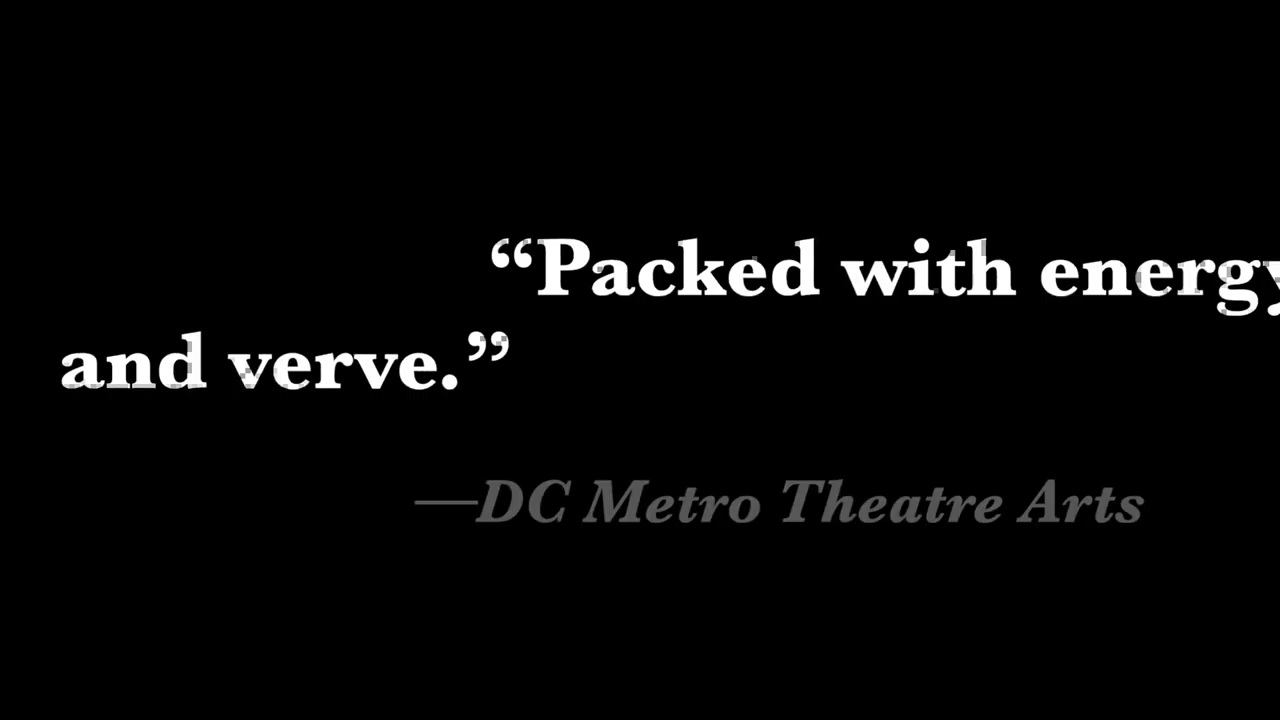 “Packed with energy
and verve.”
—DC Metro Theatre Arts